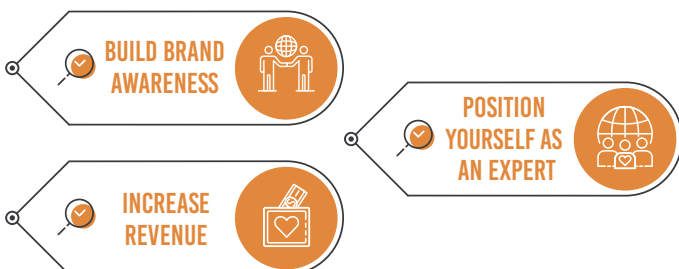 BUILD BRAND
AWARENESS
POSITION
YOURSELF AS
AN EXPERT
INCREASE
REVENUE